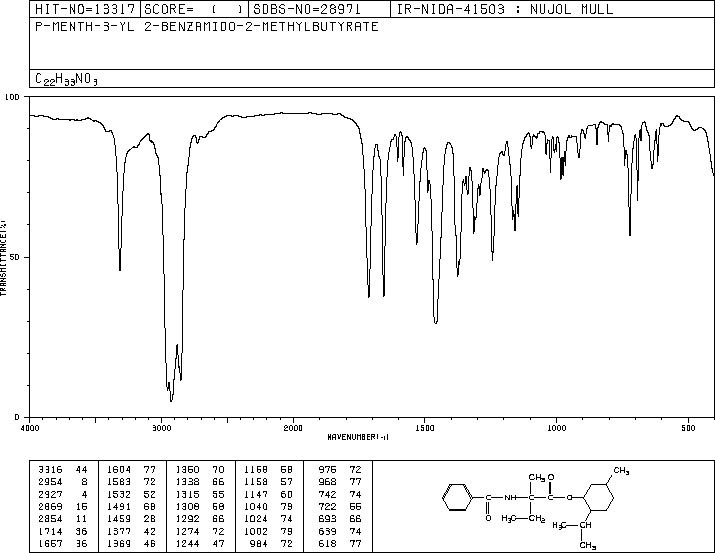 HIT-NO=13317 SCORE= ( ) SDBS-NO=28971 IR-NIDA-41503 : NUJOL MULL
P-MENTH-3-YL 2-BENZAMIDO-2-METHYLBUTYRATE
C22H33NO3
100
50
0
TRANSMITTANCE(%)
4000 3000 2000 1500 1000 500
WAVENUMBER(-1)
3316 44 1604 77 1360 70 1168 68 976 72
2954 8 1583 72 1338 66 1158 57 968 77
2927 4 1532 52 1315 55 1147 60 742 74
2869 15 1491 68 1308 58 1040 79 722 55
2854 11 1459 28 1292 66 1024 74 693 66
1714 36 1377 42 1274 72 1002 79 639 74
1657 36 1369 46 1244 47 984 72 618 77
CH3
CH3 O
C NH C C O
O CH3 CH2 CH3 CH
CH3